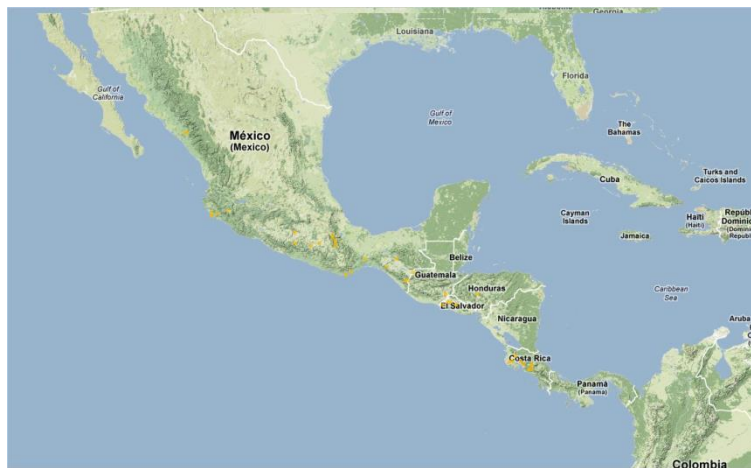 Louisiana
Georgia
Gulf of
California
Florida
Gulf of
Mexico
México
(Mexico)
The
Bahamas
Turks and
Caicos Islands
Cuba
Cayman
Islands
Haïti
(Haiti)
Jamaica
Belize
Guatemala
Honduras
El Salvador
Nicaragua
Caribbean
Sea
Costa Rica
Panamá
(Panama)
Colombia